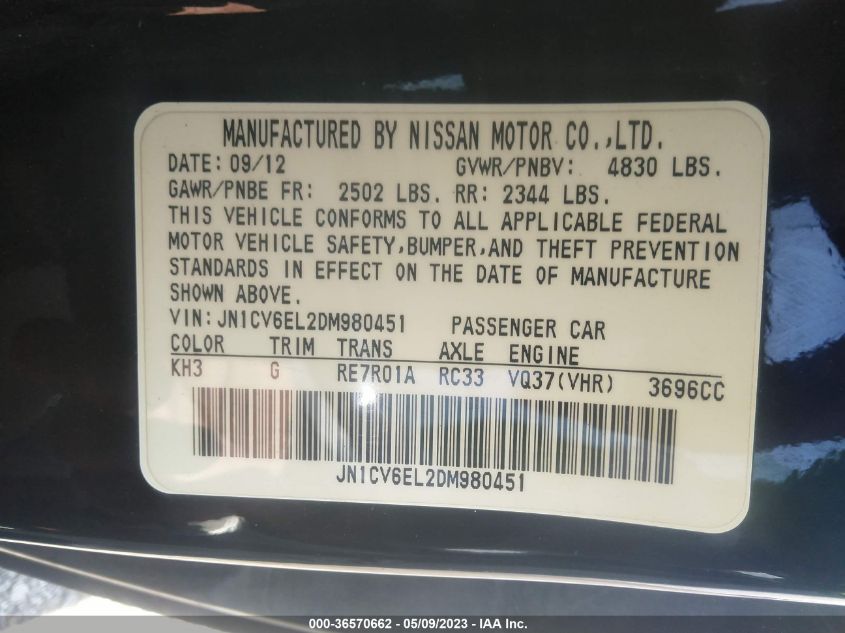 MANUFACTURED BY NISSAN MOTOR CO.,LTD.
DATE: 09/12 GVWR/PNBV: 4830 LBS.
GAWR/PNBE FR: 2502 LBS. RR: 2344 LBS.
THIS VEHICLE CONFORMS TO ALL APPLICABLE FEDERAL
MOTOR VEHICLE SAFETY,BUMPER,AND THEFT PREVENTION
STANDARDS IN EFFECT ON THE DATE OF MANUFACTURE
SHOWN ABOVE.
VIN:JN1CV6EL2DM980451 PASSENGER CAR
COLOR TRIM TRANS AXLE ENGINE
KH3 G RE7R01A RC33 VQ37(VHR) 3696CC
JN1CV6EL2DM980451
000-36570662 - 05/09/2023 - IAA Inc.